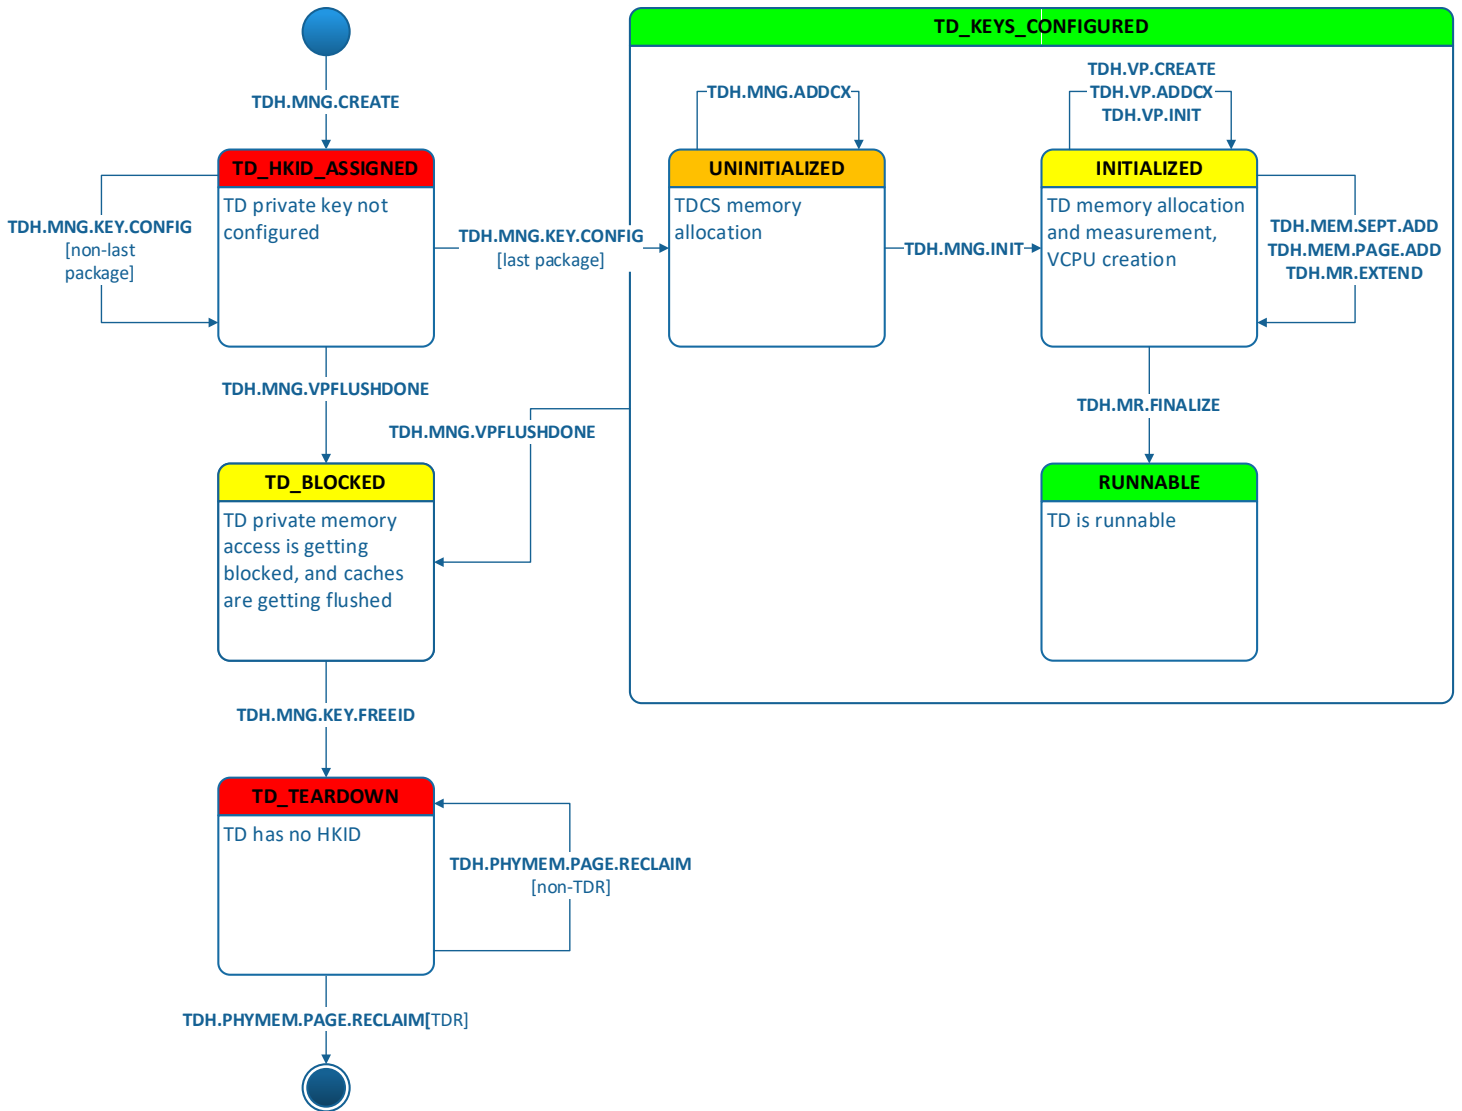 TD_KEYS_CONFIGURED
TDH.MNG.CREATE
TD_HKID_ASSIGNED
TD private key not
configured
TDH.MNG.KEY.CONFIG
[non-last
package]
TDH.MNG.KEY.CONFIG
[last package]
TDH.MNG.ADDCX
UNINITIALIZED
TDCS memory
allocation
TDH.MNG.INIT
TDH.VP.CREATE
TDH.VP.ADDCX
TDH.VP.INIT
INITIALIZED
TD memory allocation
and measurement,
VCPU creation
TDH.MEM.SEPT.ADD
TDH.MEM.PAGE.ADD
TDH.MR.EXTEND
TDH.MR.FINALIZE
RUNNABLE
TD is runnable
TDH.MNG.VPFLUSHDONE
TDH.MNG.VPFLUSHDONE
TD_BLOCKED
TD private memory
access is getting
blocked, and caches
are getting flushed
TDH.MNG.KEY.FREEID
TD_TEARDOWN
TD has no HKID
TDH.PHYMEM.PAGE.RECLAIM
[non-TDR]
TDH.PHYMEM.PAGE.RECLAIM[TDR]